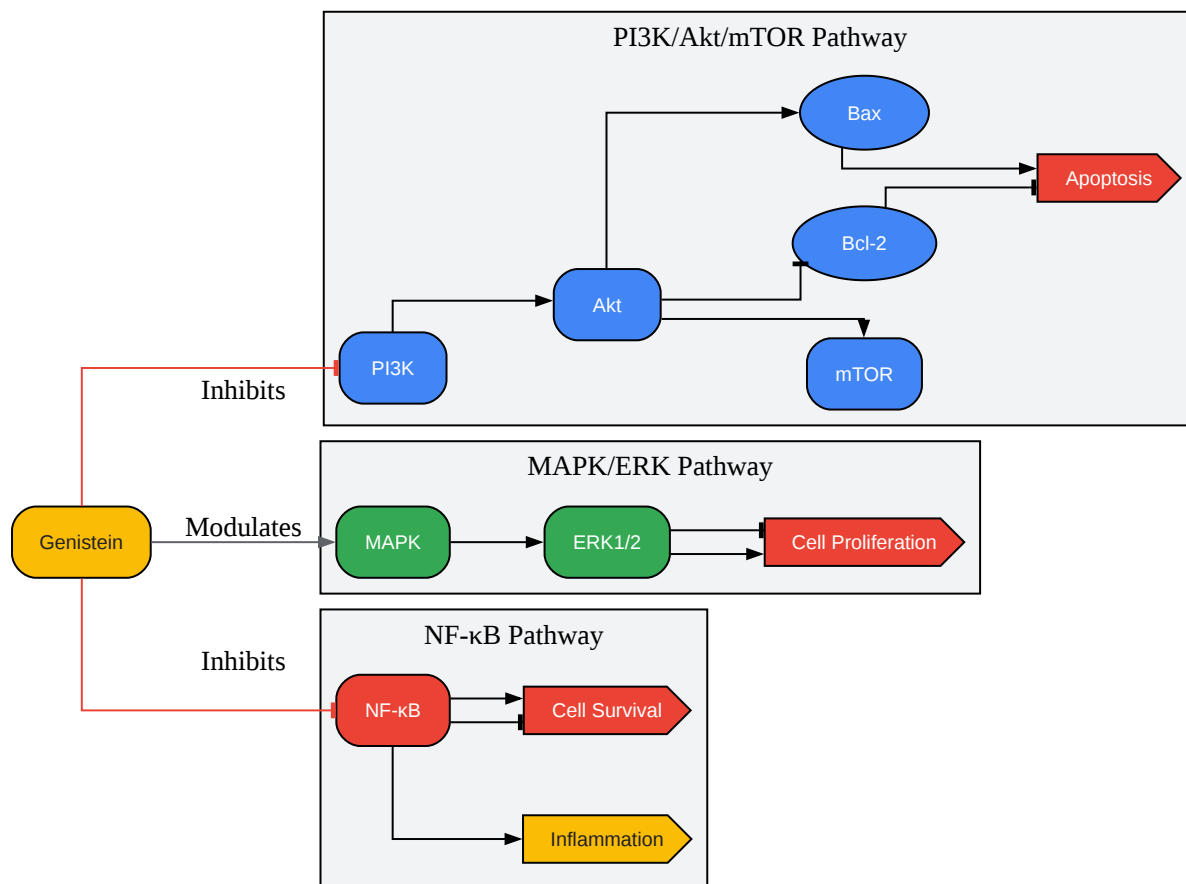 PI3K/Akt/mTOR Pathway
Bax
Apoptosis
Bcl-2
Akt
PI3K
mTOR
Inhibits
MAPK/ERK Pathway
Genistein
Modulates
MAPK
ERK1/2
Cell Proliferation
NF-κB Pathway
Inhibits
NF-κB
Cell Survival
Inflammation